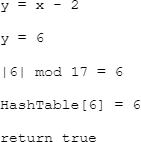 y = x - 2
y = 6
|6| mod 17 = 6
HashTable[6] = 6
return true